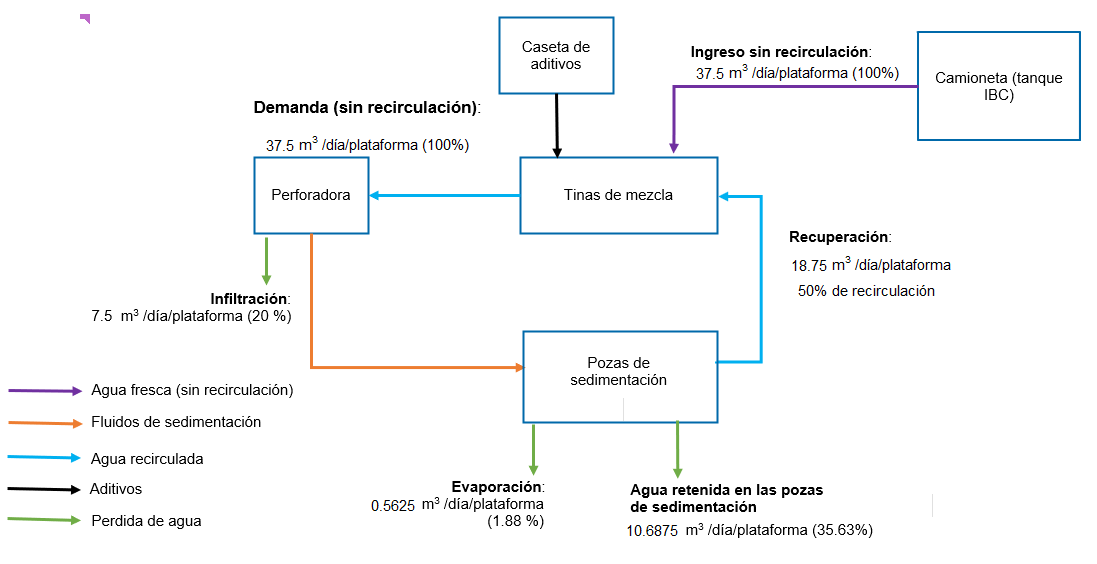 Caseta de
aditivos
Ingreso sin recirculación:
37.5 m³ /día/plataforma (100%)
Camioneta (tanque
IBC)
Demanda (sin recirculación):
37.5 m³ /día/plataforma (100%)
Perforadora
Tinas de mezcla
Recuperación:
18.75 m³ /día/plataforma
50% de recirculación
Infiltración:
7.5 m³ /día/plataforma (20 %)
Pozas de
sedimentación
Agua fresca (sin recirculación)
Fluidos de sedimentación
Agua recirculada
Aditivos
Perdida de agua
Evaporación:
0.5625 m³ /día/plataforma
(1.88 %)
Agua retenida en las pozas
de sedimentación
10.6875 m³ /día/plataforma (35.63%)